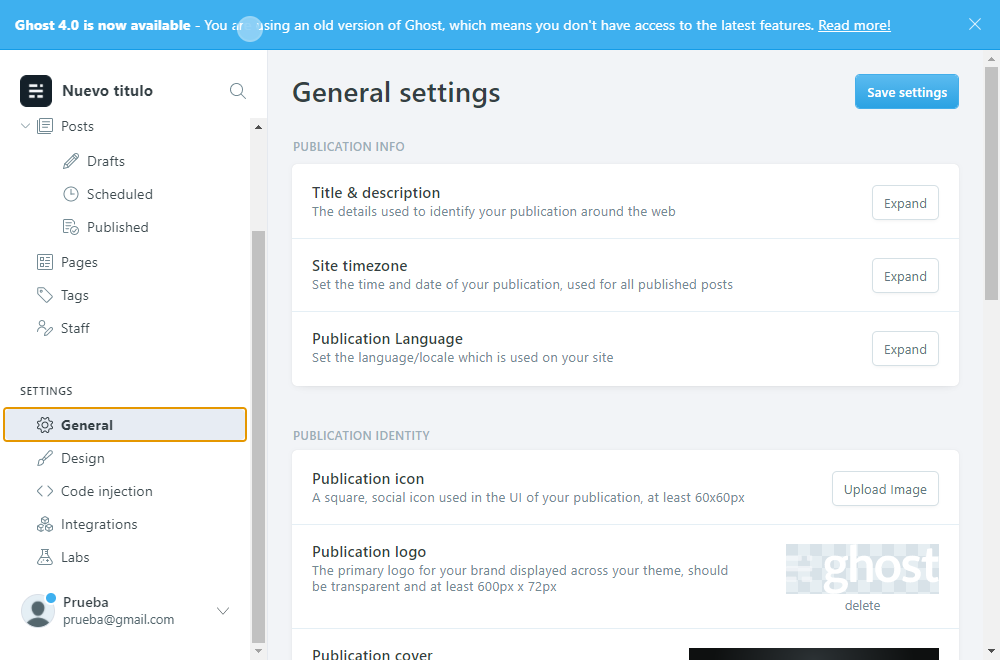 Ghost 4.0 is now available - You are using an old version of Ghost, which means you don't have access to the latest features. Read more!
Nuevo titulo
Posts
Drafts
Scheduled
Published
Pages
Tags
Staff
SETTINGS
General
Design
Code injection
Integrations
Labs
Prueba
prueba@gmail.com
General settings
Save settings
PUBLICATION INFO
Title & description
The details used to identify your publication around the web
Expand
Site timezone
Set the time and date of your publication, used for all published posts
Expand
Publication Language
Set the language/locale which is used on your site
Expand
PUBLICATION IDENTITY
Publication icon
A square, social icon used in the UI of your publication, at least 60x60px
Upload Image
Publication logo
The primary logo for your brand displayed across your theme, should
be transparent and at least 600px x 72px
ghost
delete
Publication cover